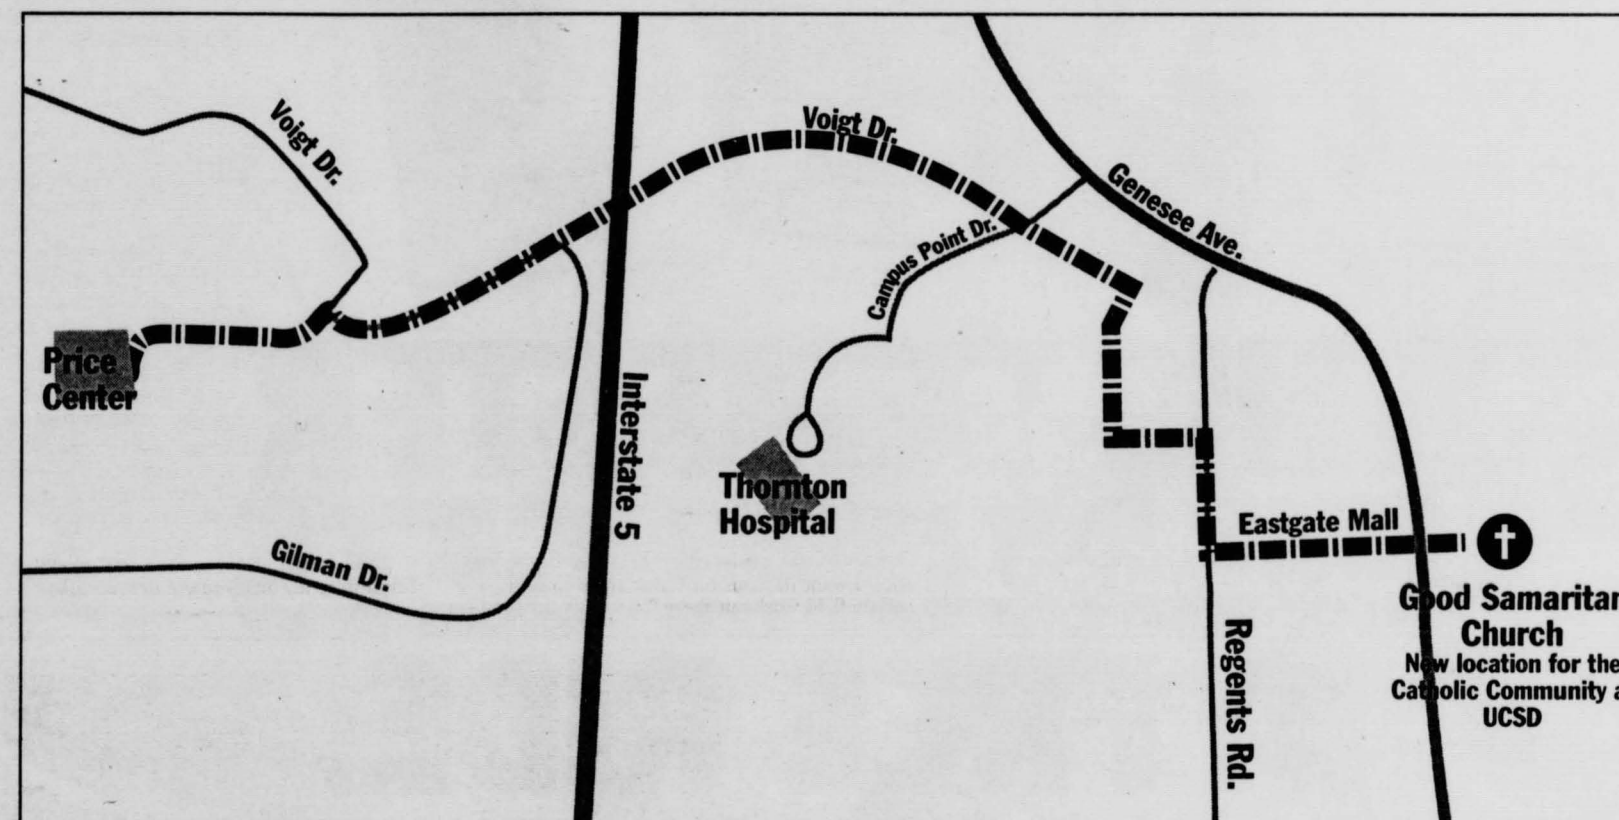 Voigt Dr.
Voigt Dr.
Genesee Ave.
Campus Point Dr.
Price
Center
Interstate 5
Thornton
Hospital
Eastgate Mall
Gilman Dr.
Good Samaritan
Church
New location for the
Catholic Community a
UCSD
Regents Rd.